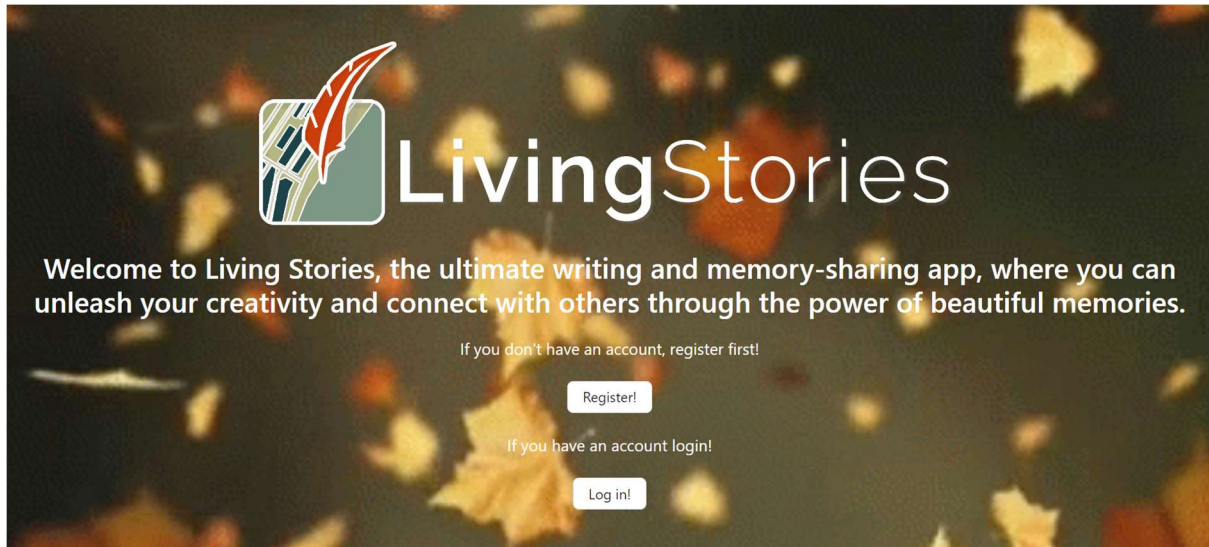 LivingStories
Welcome to Living Stories, the ultimate writing and memory-sharing app, where you can
unleash your creativity and connect with others through the power of beautiful memories.
If you don't have an account, register first!
Register!
If you have an account login!
Log in!